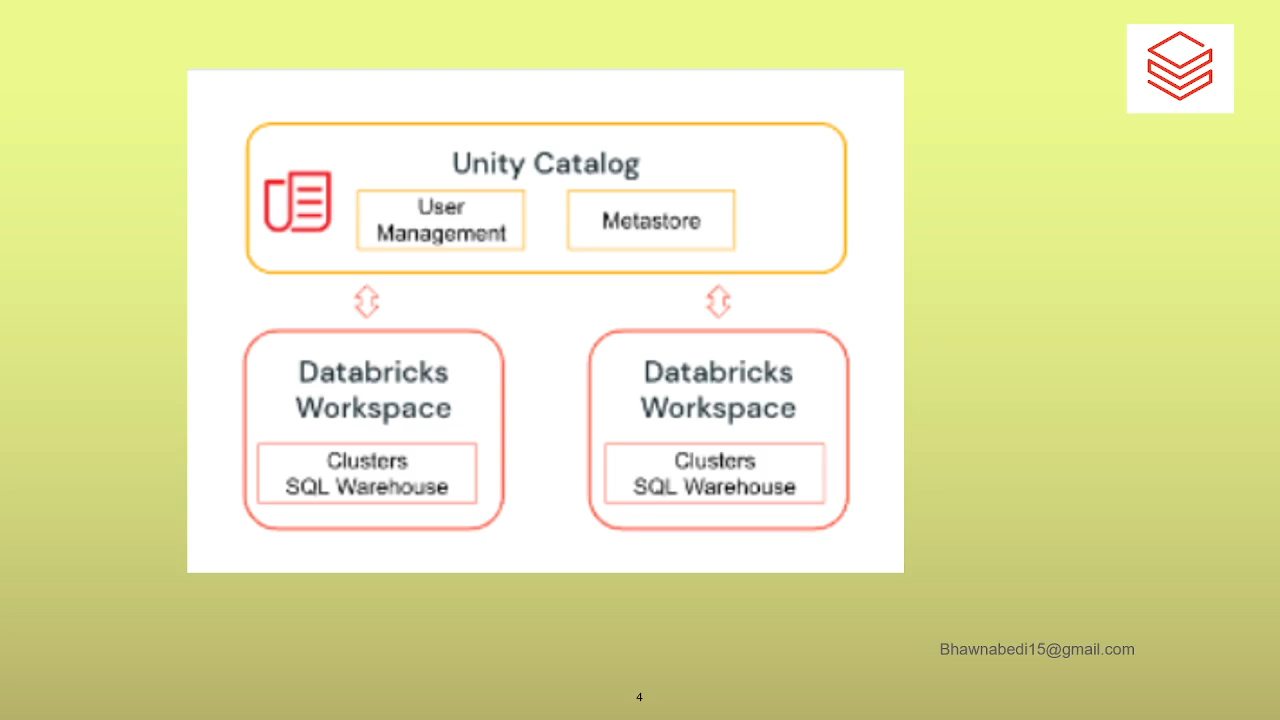 Unity Catalog
User
Management
Metastore
Databricks
Workspace
Clusters
SQL Warehouse
Databricks
Workspace
Clusters
SQL Warehouse
Bhawnabedi15@gmail.com
4